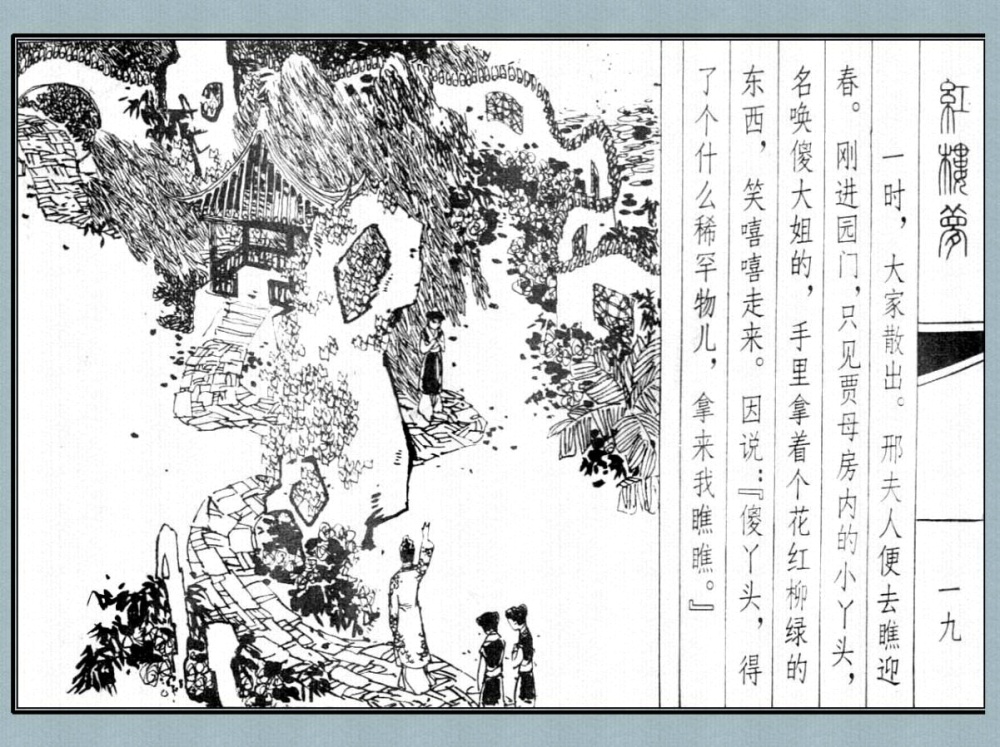 紅樓夢
一九
一时，大家散出。邢夫人便去瞧迎
春。刚进园门，只见贾母房内的小丫头，
名唤傻大姐的，手里拿着个花红柳绿的
东西，笑嘻嘻走来。因说：『傻丫头，得
了个什么稀罕物儿，拿来我瞧瞧。』